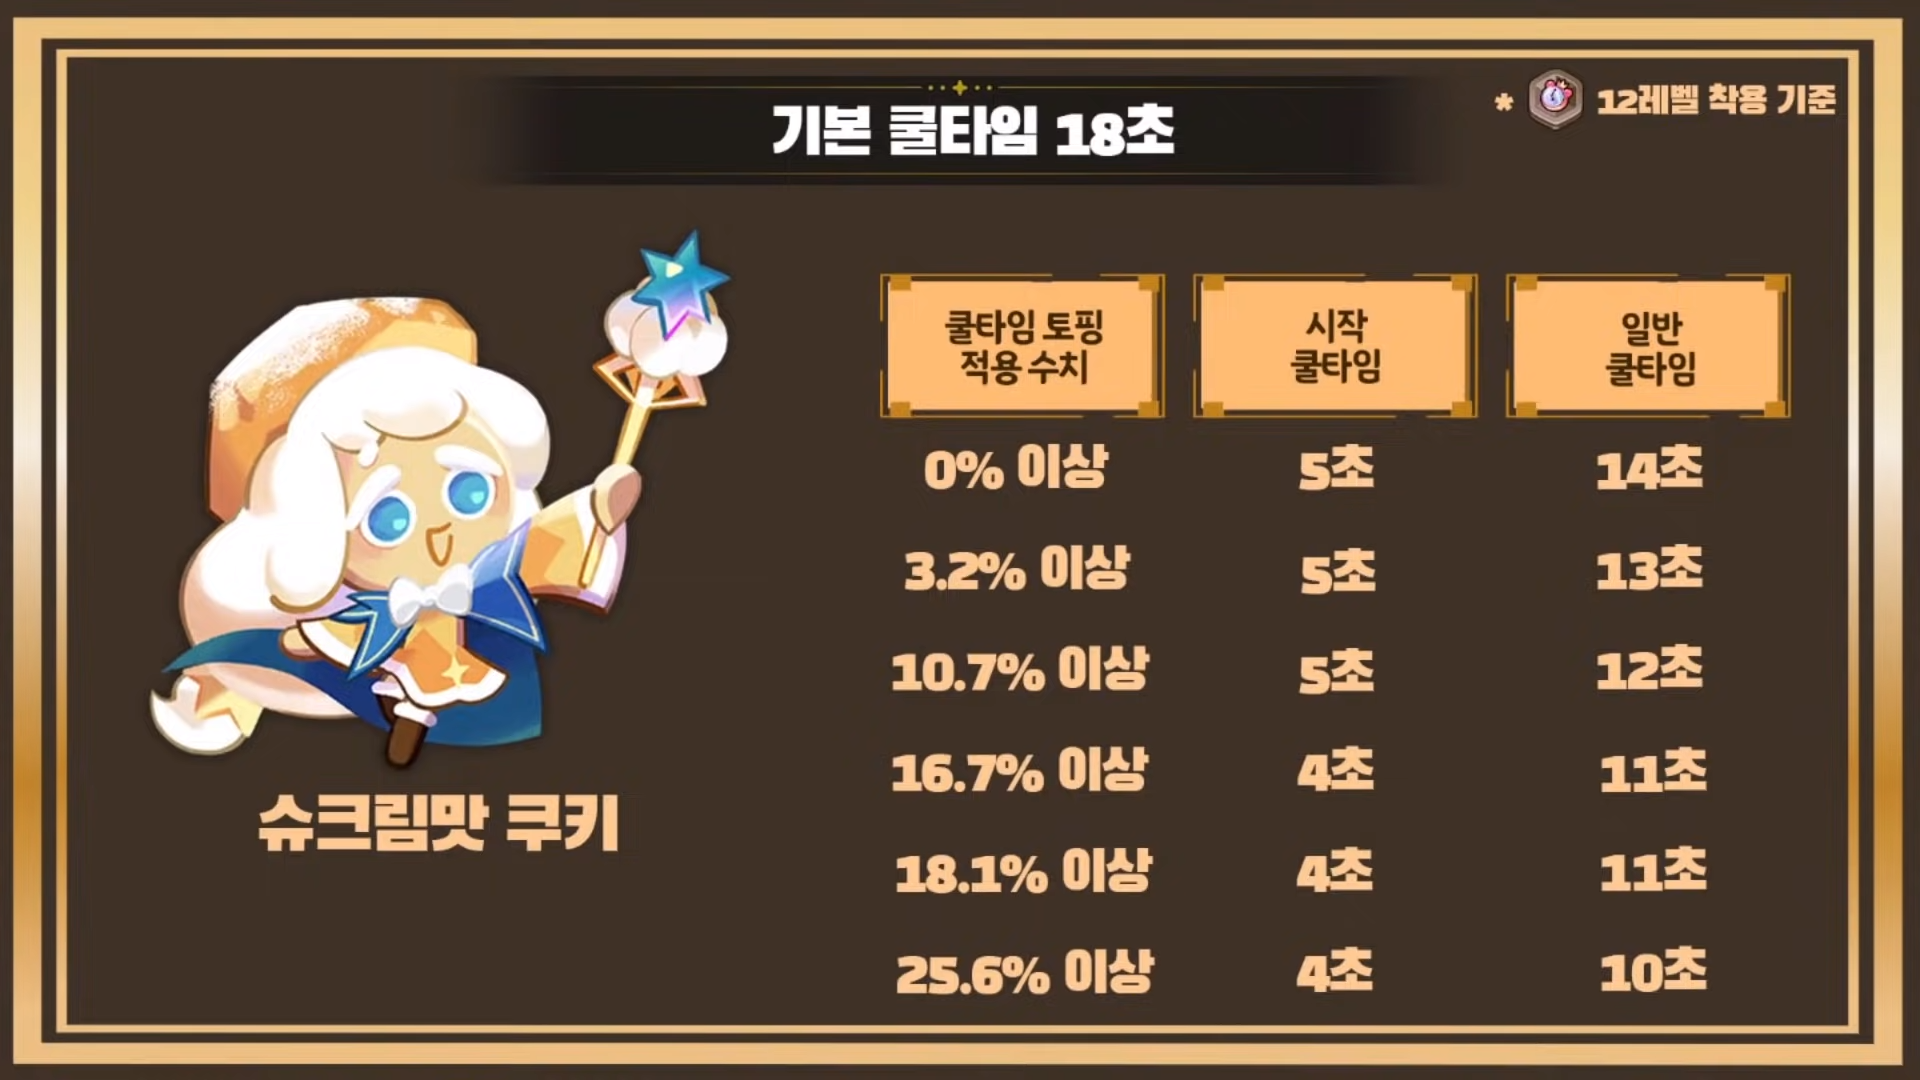 기본 쿨타임 18초
* 12레벨 착용 기준
쿨타임 토핑
적용 수치
시작
쿨타임
일반
쿨타임
0% 이상 5초 14초
3.2% 이상 5초 13초
10.7% 이상 5초 12초
16.7% 이상 4초 11초
18.1% 이상 4초 11초
25.6% 이상 4초 10초
슈크림맛 쿠키